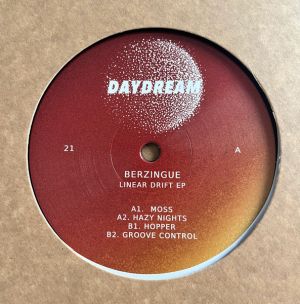 DAYDREAM
21
A
BERZINGUE
LINEAR DRIFT EP
A1. MOSS
A2. HAZY NIGHTS
B1. HOPPER
B2. GROOVE CONTROL